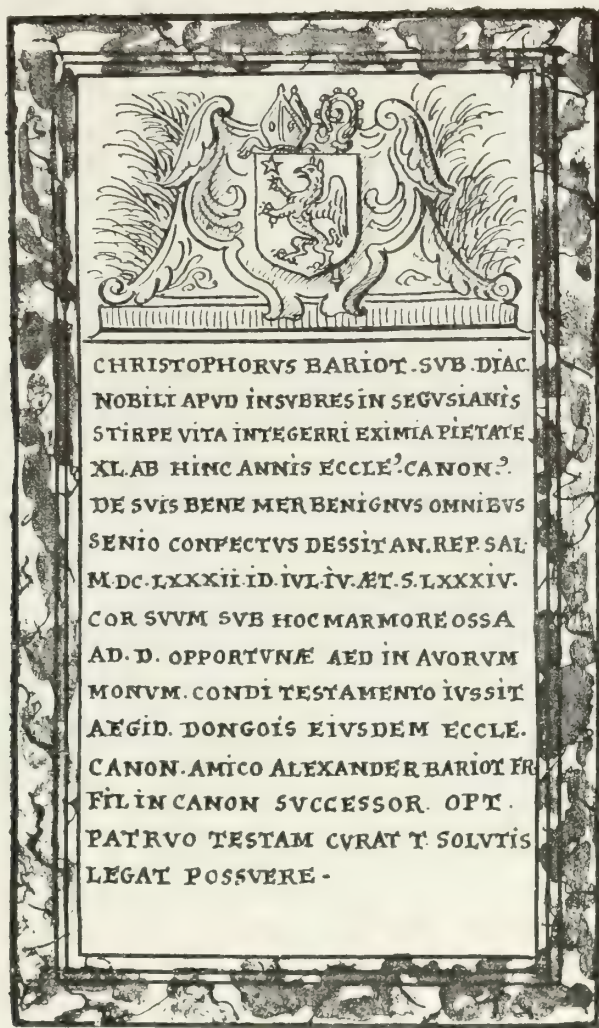 CHRISTOPHORVS BARIOT. SVB. DIAC.
NOBILI APVD INSVBRES IN SEGVSIANIS
STIRPE VITA INTEGERRI EXIMIA PIETATE
XL. AB HINC ANNIS ECCLE⁹. CANON⁹.
DE SVIS BENE MER BENIGNVS OMNIBVS
SENIO CONFECTVS DESSIT AN. REP. SAL
M.DC.LXXXII.ID.IVL.IV.ÆT.S.LXXXIV.
COR SVVM SVB HOC MARMORE OSSA
AD. D. OPPORTVNÆ AED IN AVORVM
MONVM. CONDI TESTAMENTO IVSSIT
AEGID. DONGOIS EIVSDEM ECCLE.
CANON. AMICO ALEXANDER BARIOT FR
FIL IN CANON SVCCESSOR. OPT.
PATRVO TESTAM CVRAT T SOLVTIS
LEGAT POSSVERE-